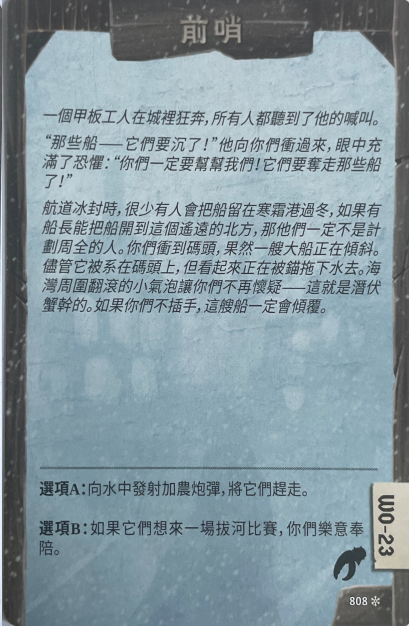 前哨
一個甲板工人在城裡狂奔，所有人都聽到了他的喊叫。
“那些船——它們要沉了！”他向你們衝過來，眼中充
滿了恐懼：“你們一定要幫幫我們！它們要奪走那些船
了！”
航道冰封時，很少有人會把船留在寒霜港過冬，如果有
船長能把船開到這個遙遠的北方，那他們一定不是計
劃周全的人。你們衝到碼頭，果然一艘大船正在傾斜。
儘管它被系在碼頭上，但看起來正在被錨拖下水去。海
灣周圍翻滾的小氣泡讓你們不再懷疑——這就是潛伏
蟹幹的。如果你們不插手，這艘船一定會傾覆。
選項A：向水中發射加農炮彈，將它們趕走。
選項B：如果它們想來一場拔河比賽，你們樂意奉
陪。
WO-23
808